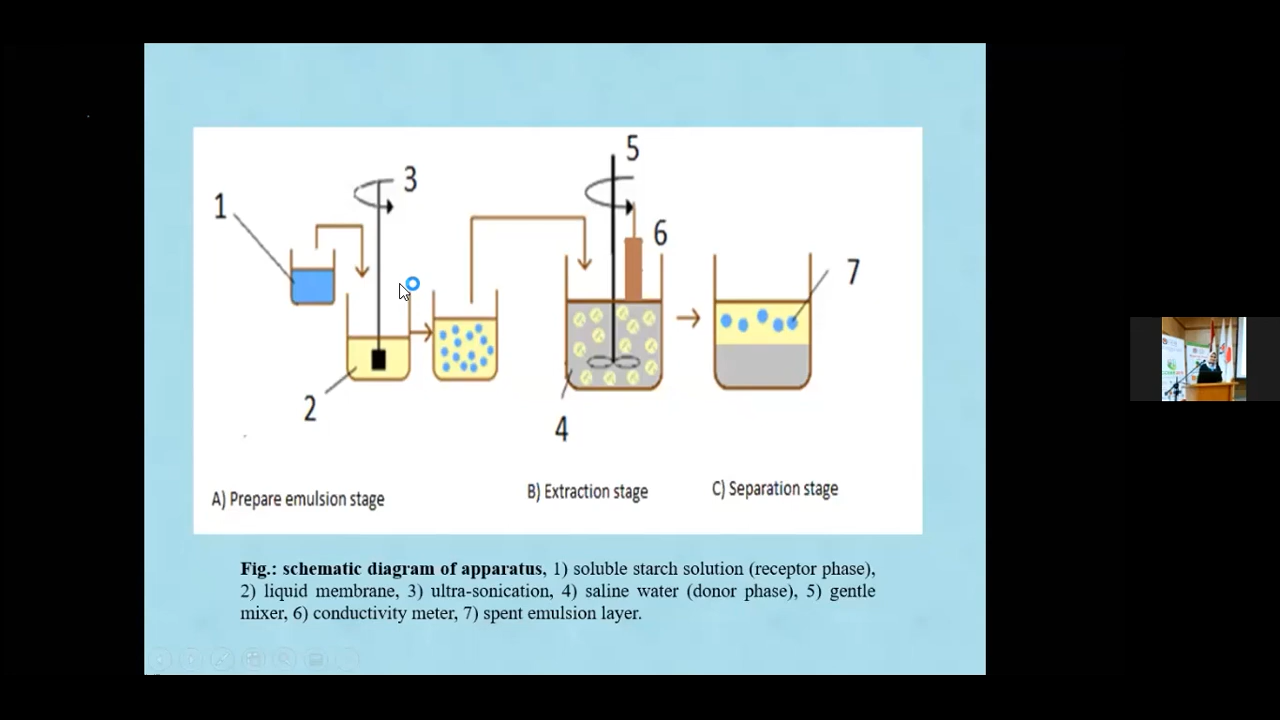 5
3
1
6
7
2
4
A) Prepare emulsion stage
B) Extraction stage
C) Separation stage
Fig.: schematic diagram of apparatus, 1) soluble starch solution (receptor phase),
2) liquid membrane, 3) ultra-sonication, 4) saline water (donor phase), 5) gentle
mixer, 6) conductivity meter, 7) spent emulsion layer.